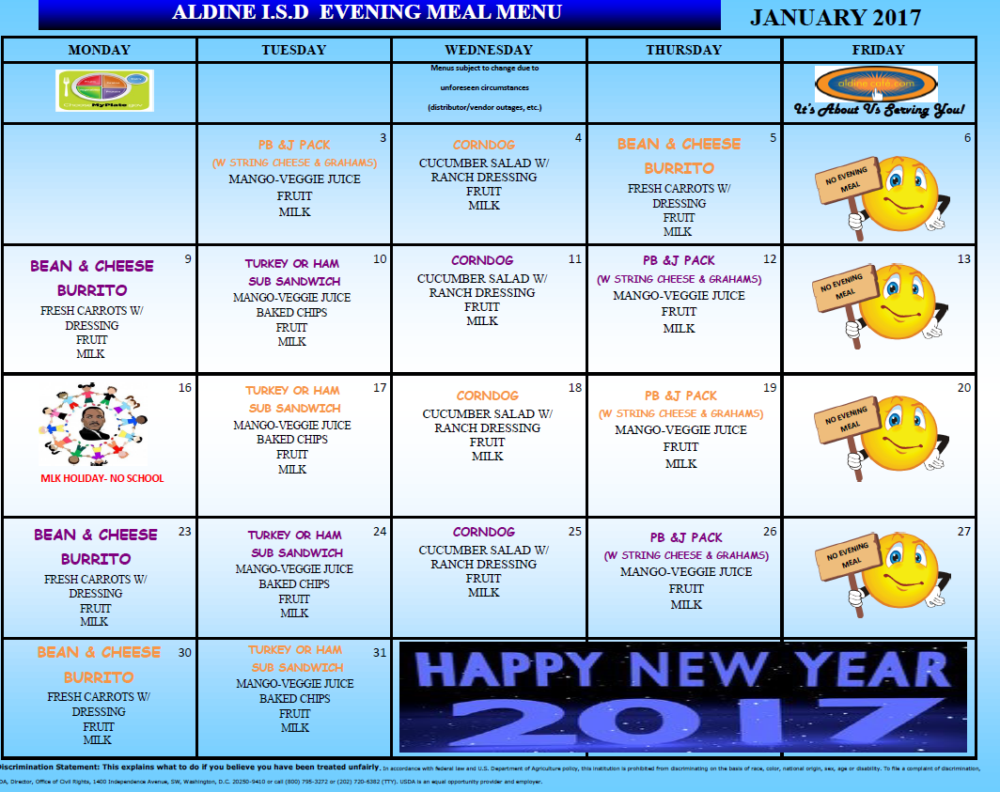 ALDINE I.S.D EVENING MEAL MENU
JANUARY 2017
MONDAY
TUESDAY
WEDNESDAY
THURSDAY
FRIDAY
ChooseMyPlate.gov
Menus subject to change due to
unforeseen circumstances
(distributor/vendor outages, etc.)
aldine cafe.com
It's About Us Serving You!
3
PB &J PACK
(W STRING CHEESE & GRAHAMS)
MANGO-VEGGIE JUICE
FRUIT
MILK
4
CORNDOG
CUCUMBER SALAD W/
RANCH DRESSING
FRUIT
MILK
5
BEAN & CHEESE
BURRITO
FRESH CARROTS W/
DRESSING
FRUIT
MILK
6
NO EVENING
MEAL
9
BEAN & CHEESE
BURRITO
FRESH CARROTS W/
DRESSING
FRUIT
MILK
10
TURKEY OR HAM
SUB SANDWICH
MANGO-VEGGIE JUICE
BAKED CHIPS
FRUIT
MILK
11
CORNDOG
CUCUMBER SALAD W/
RANCH DRESSING
FRUIT
MILK
12
PB &J PACK
(W STRING CHEESE & GRAHAMS)
MANGO-VEGGIE JUICE
FRUIT
MILK
13
NO EVENING
MEAL
16
MLK HOLIDAY- NO SCHOOL
17
TURKEY OR HAM
SUB SANDWICH
MANGO-VEGGIE JUICE
BAKED CHIPS
FRUIT
MILK
18
CORNDOG
CUCUMBER SALAD W/
RANCH DRESSING
FRUIT
MILK
19
PB &J PACK
(W STRING CHEESE & GRAHAMS)
MANGO-VEGGIE JUICE
FRUIT
MILK
20
NO EVENING
MEAL
23
BEAN & CHEESE
BURRITO
FRESH CARROTS W/
DRESSING
FRUIT
MILK
24
TURKEY OR HAM
SUB SANDWICH
MANGO-VEGGIE JUICE
BAKED CHIPS
FRUIT
MILK
25
CORNDOG
CUCUMBER SALAD W/
RANCH DRESSING
FRUIT
MILK
26
PB &J PACK
(W STRING CHEESE & GRAHAMS)
MANGO-VEGGIE JUICE
FRUIT
MILK
27
NO EVENING
MEAL
30
BEAN & CHEESE
BURRITO
FRESH CARROTS W/
DRESSING
FRUIT
MILK
31
TURKEY OR HAM
SUB SANDWICH
MANGO-VEGGIE JUICE
BAKED CHIPS
FRUIT
MILK
HAPPY NEW YEAR
2017
Discrimination Statement: This explains what to do if you believe you have been treated unfairly. In accordance with federal law and U.S. Department of Agriculture policy, this institution is prohibited from discriminating on the basis of race, color, national origin, sex, age or disability. To file a complaint of discrimination,
DA, Director, Office of Civil Rights, 1400 Independence Avenue, SW, Washington, D.C. 20250-9410 or call (800) 795-3272 or (202) 720-6382 (TTY). USDA is an equal opportunity provider and employer.